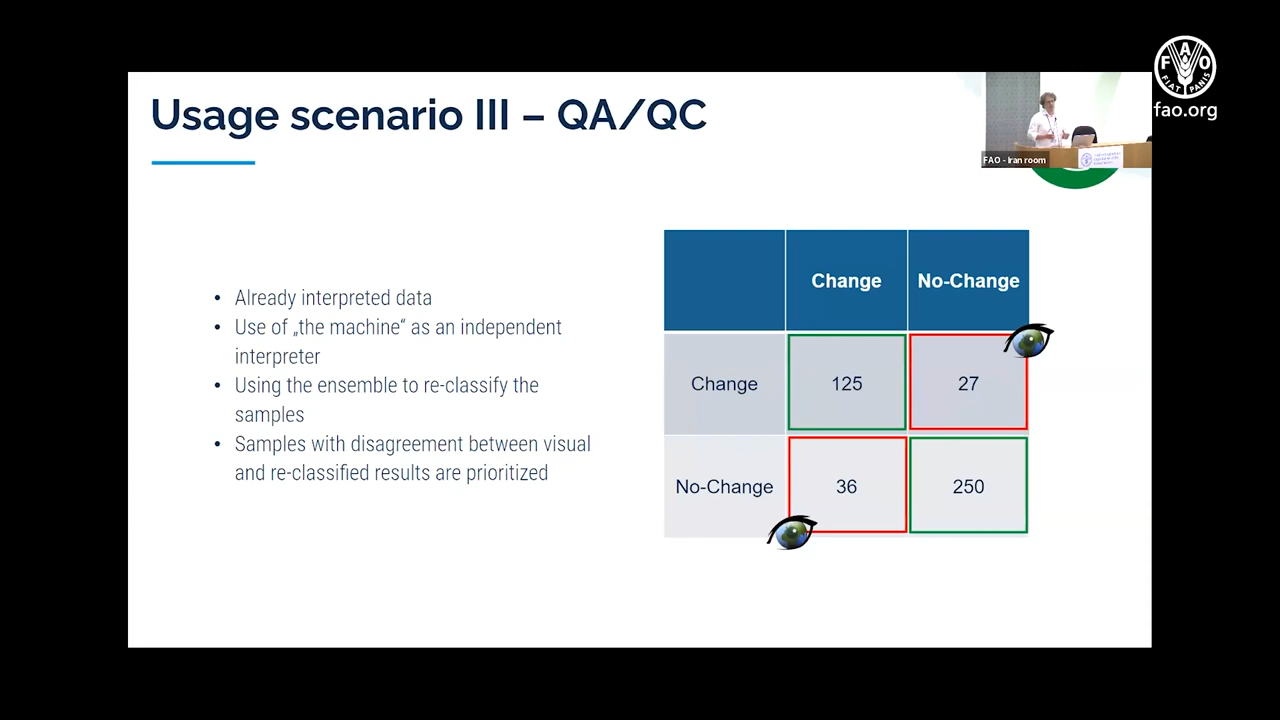 Usage scenario III – QA/QC
FAO
FIAT PANIS
fao.org
FAO - Iran room
• Already interpreted data
• Use of „the machine“ as an independent
interpreter
• Using the ensemble to re-classify the
samples
• Samples with disagreement between visual
and re-classified results are prioritized
Change No-Change
Change 125 27
No-Change 36 250